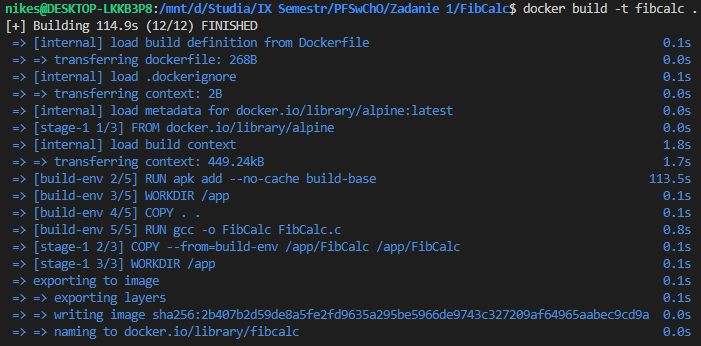 nikes@DESKTOP-LKKB3P8:/mnt/d/Studia/IX Semestr/PFSwChO/Zadanie 1/FibCalc$ docker build -t fibcalc .
[+] Building 114.9s (12/12) FINISHED
=> [internal] load build definition from Dockerfile 0.1s
=> => transferring dockerfile: 268B 0.0s
=> [internal] load .dockerignore 0.1s
=> => transferring context: 2B 0.0s
=> [internal] load metadata for docker.io/library/alpine:latest 0.0s
=> [stage-1 1/3] FROM docker.io/library/alpine 0.0s
=> [internal] load build context 1.8s
=> => transferring context: 449.24kB 1.7s
=> [build-env 2/5] RUN apk add --no-cache build-base 113.5s
=> [build-env 3/5] WORKDIR /app 0.1s
=> [build-env 4/5] COPY . . 0.1s
=> [build-env 5/5] RUN gcc -o FibCalc FibCalc.c 0.8s
=> [stage-1 2/3] COPY --from=build-env /app/FibCalc /app/FibCalc 0.1s
=> [stage-1 3/3] WORKDIR /app 0.1s
=> exporting to image 0.1s
=> => exporting layers 0.1s
=> => writing image sha256:2b407b2d59de8a5fe2fd9635a295be5966de9743c327209af64965aabec9cd9a 0.0s
=> => naming to docker.io/library/fibcalc 0.0s